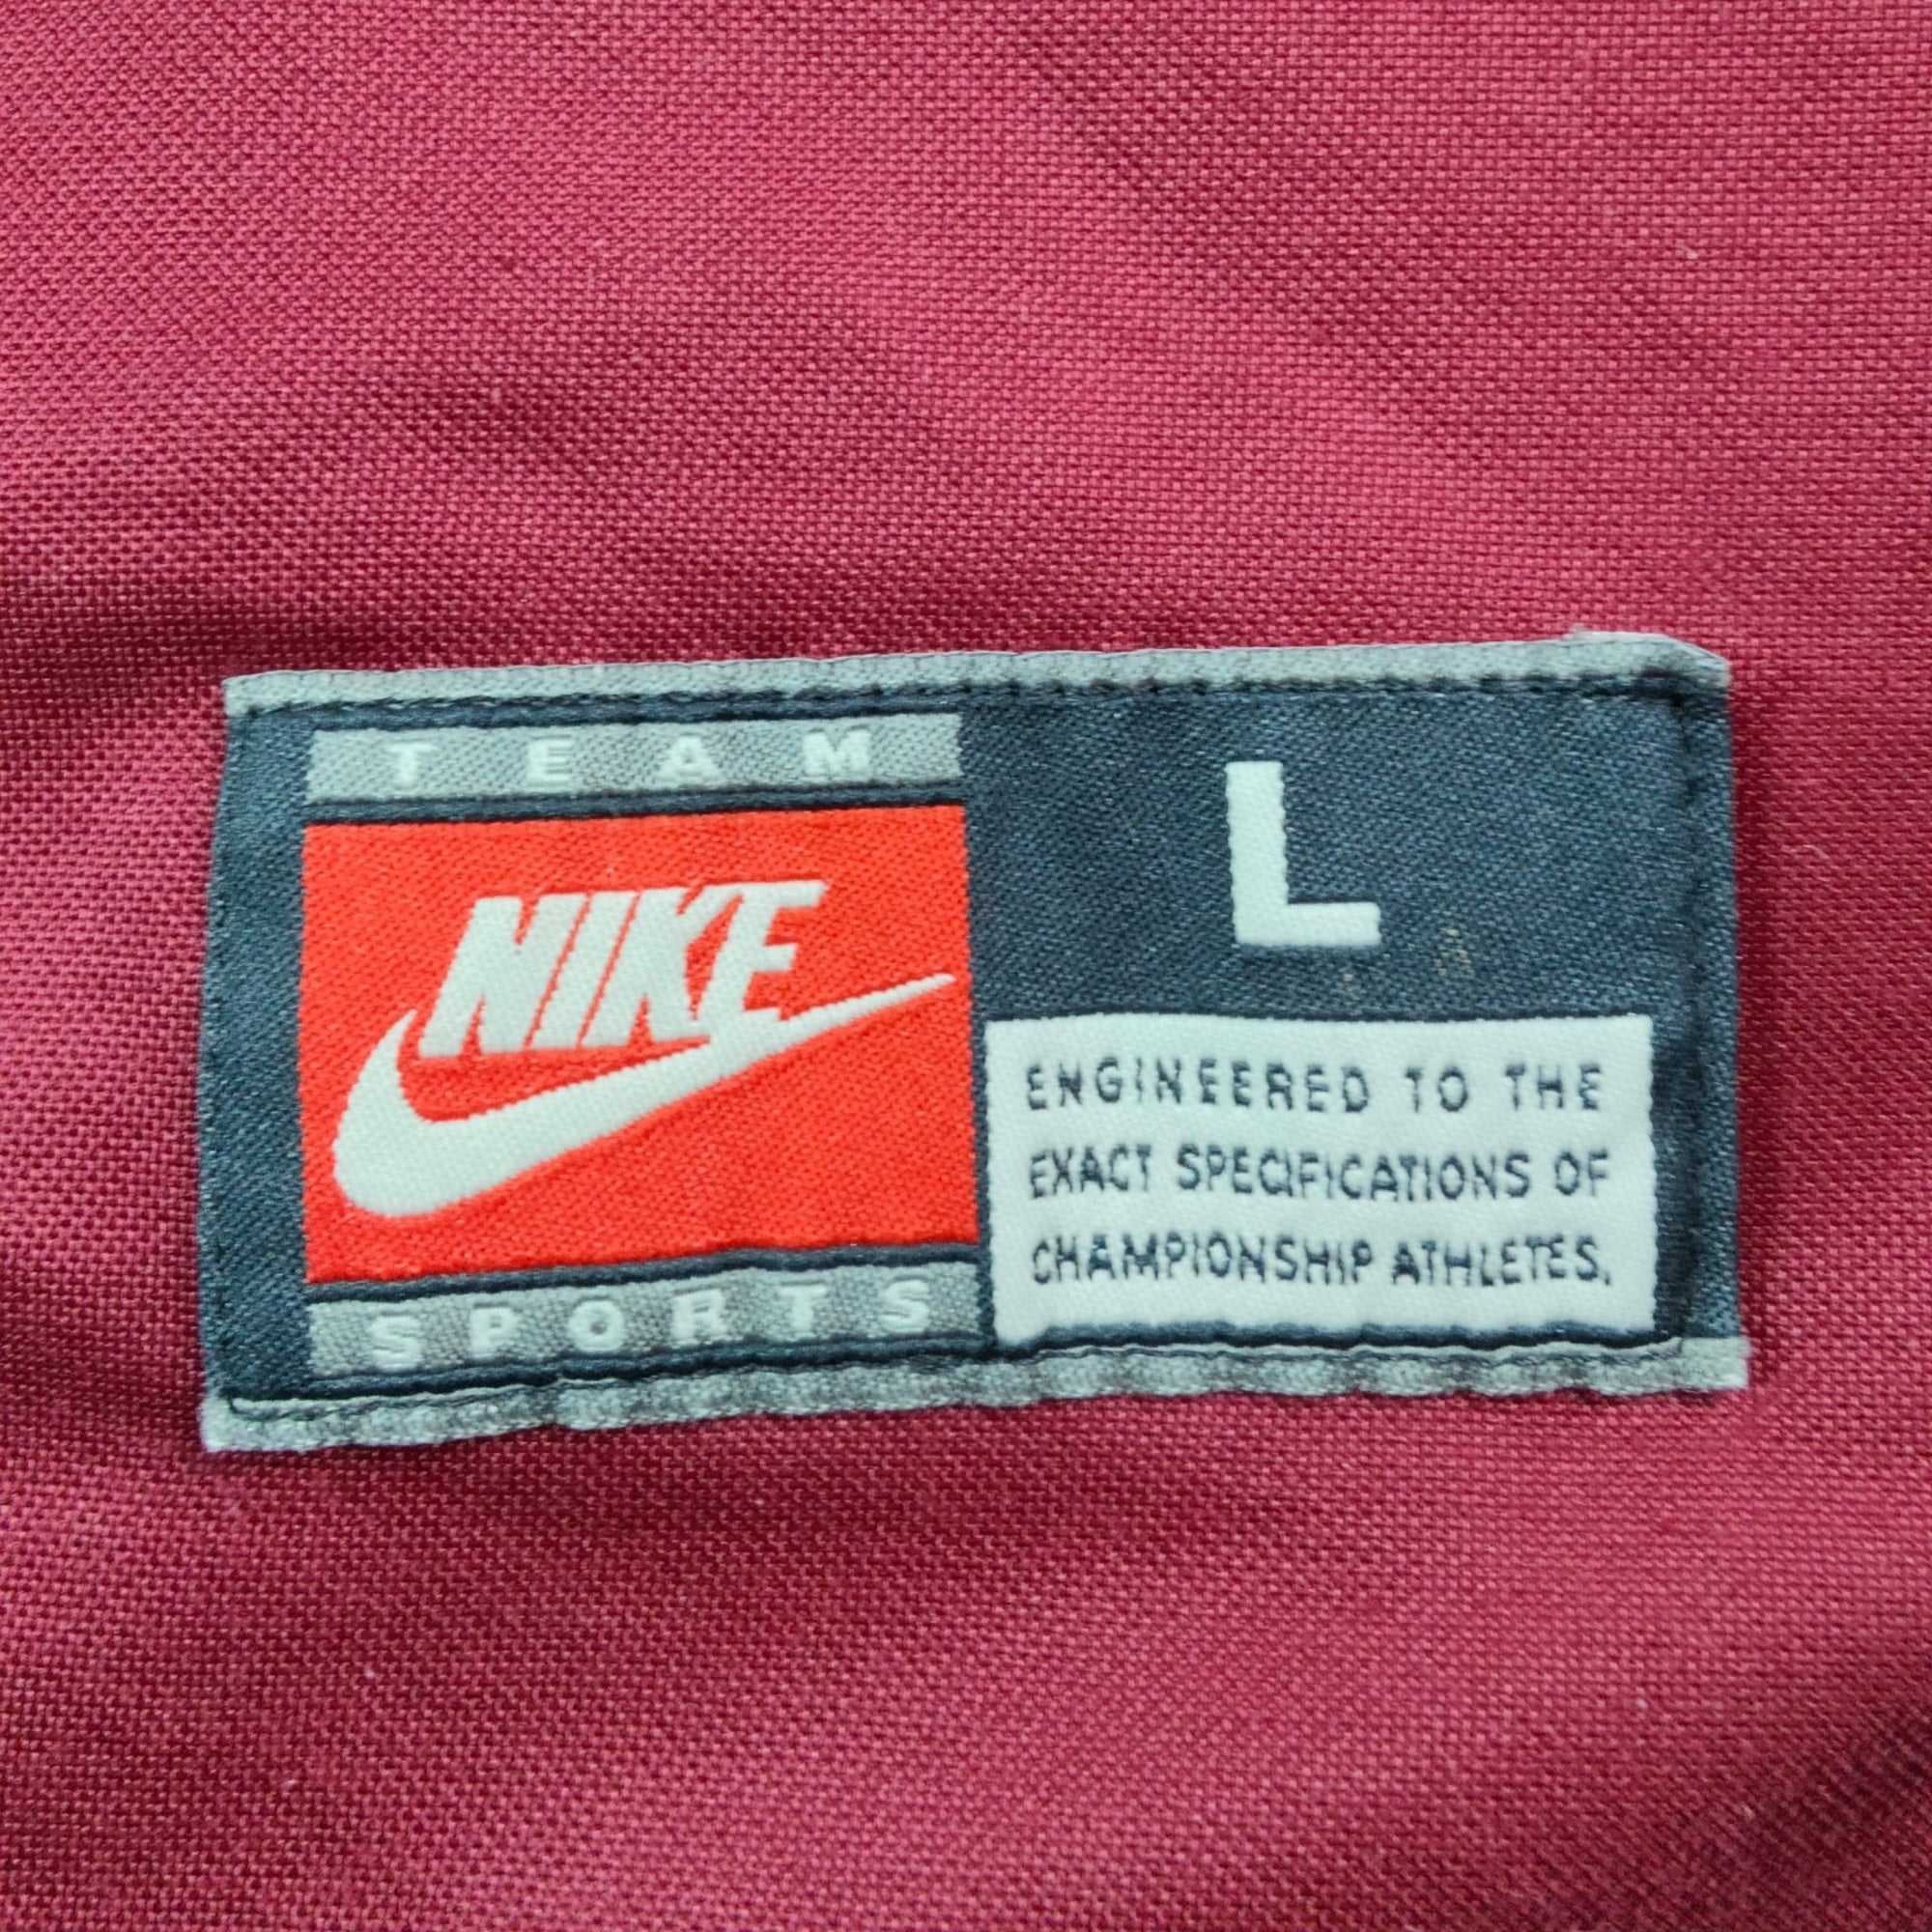 TEAM
NIKE
SPORTS
L
ENGINEERED TO THE
EXACT SPECIFICATIONS OF
CHAMPIONSHIP ATHLETES.